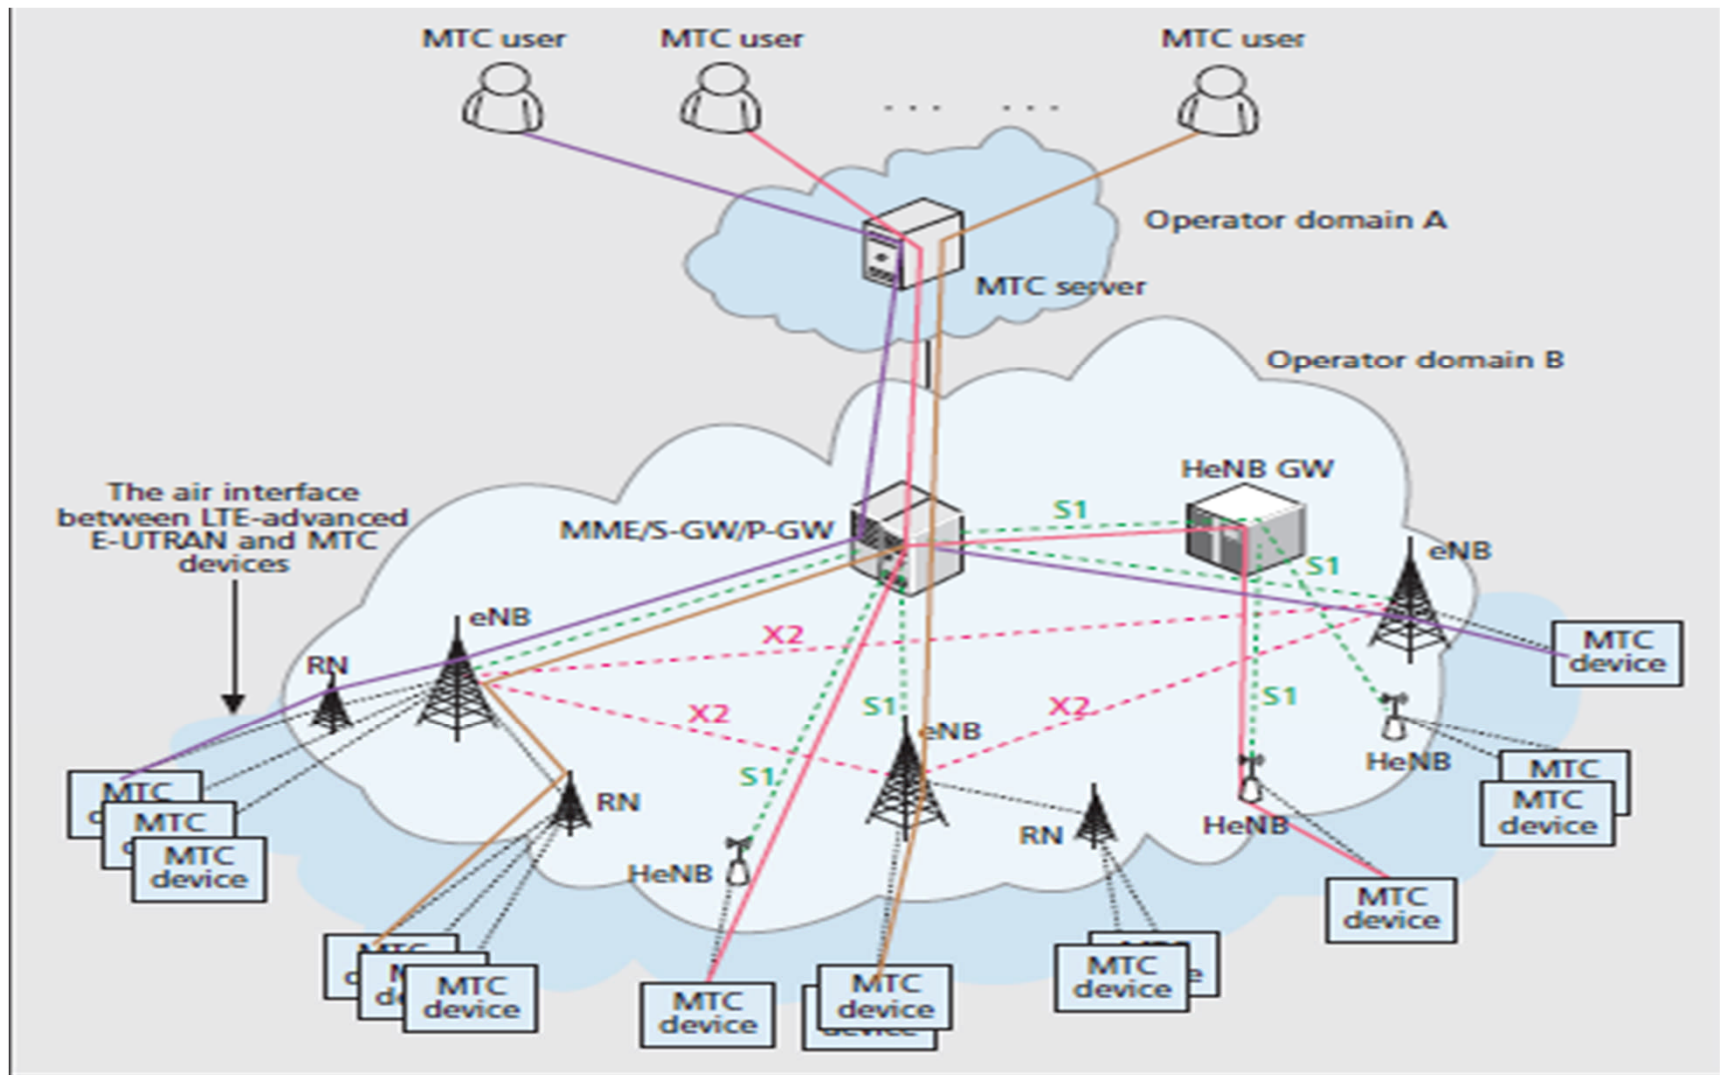 MTC user
MTC user
MTC user
... ...
Operator domain A
MTC server
Operator domain B
HeNB GW
The air interface
between LTE-advanced
E-UTRAN and MTC
devices
MME/S-GW/P-GW
S1
S1
eNB
eNB
X2
MTC
device
RN
S1
X2
S1
X2
eNB
HeNB
S1
MTC
MTC
MTC
device
RN
MTC
RN
HeNB
MTC
MTC
device
HeNB
MTC
device
MTC
device
MTC
device
MTC
device
MTC
device
device